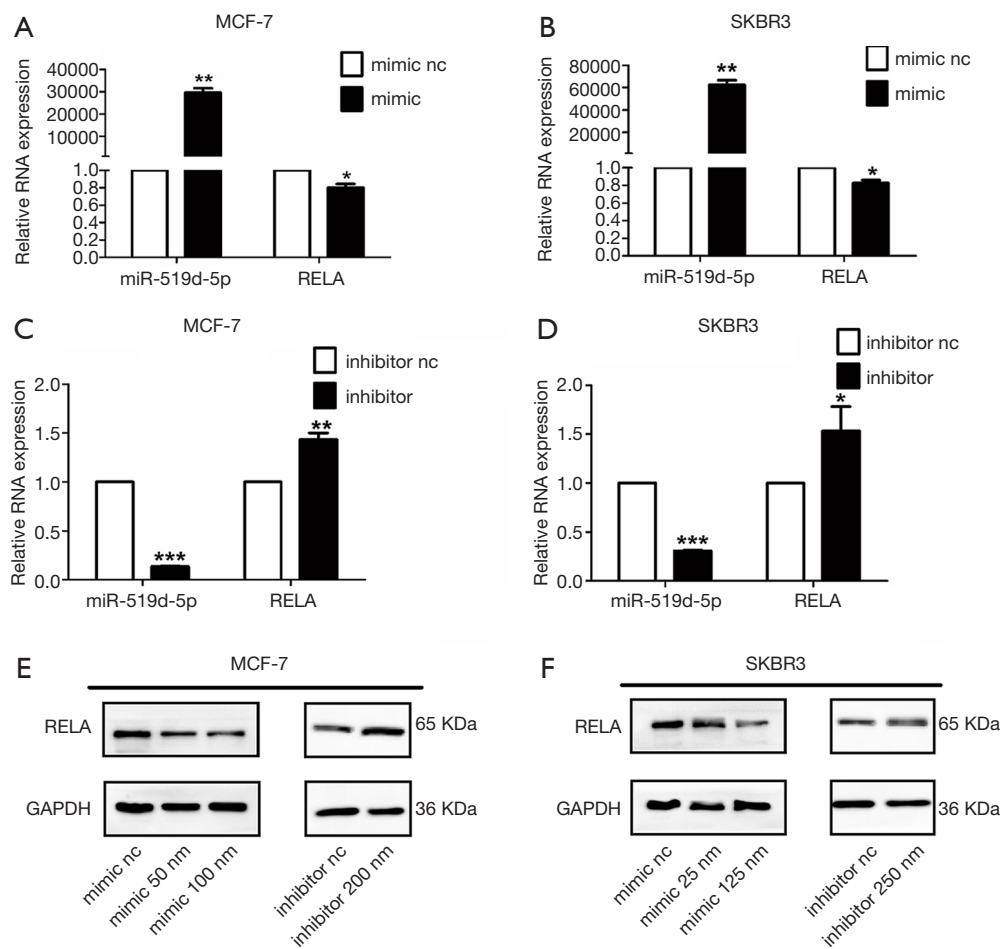 A
MCF-7
mimic nc
mimic
Relative RNA expression
40000
30000
20000
10000
1.0
0.8
0.6
0.4
0.2
0.0
**
*
miR-519d-5p
RELA
B
SKBR3
mimic nc
mimic
Relative RNA expression
80000
60000
40000
20000
1.0
0.8
0.6
0.4
0.2
0.0
**
*
miR-519d-5p
RELA
C
MCF-7
inhibitor nc
inhibitor
Relative RNA expression
2.0
1.5
1.0
0.5
0.0
***
**
miR-519d-5p
RELA
D
SKBR3
inhibitor nc
inhibitor
Relative RNA expression
2.0
1.5
1.0
0.5
0.0
***
*
miR-519d-5p
RELA
E
MCF-7
RELA
65 KDa
GAPDH
36 KDa
mimic nc
mimic 50 nm
mimic 100 nm
inhibitor nc
inhibitor 200 nm
F
SKBR3
RELA
65 KDa
GAPDH
36 KDa
mimic nc
mimic 25 nm
mimic 125 nm
inhibitor nc
inhibitor 250 nm